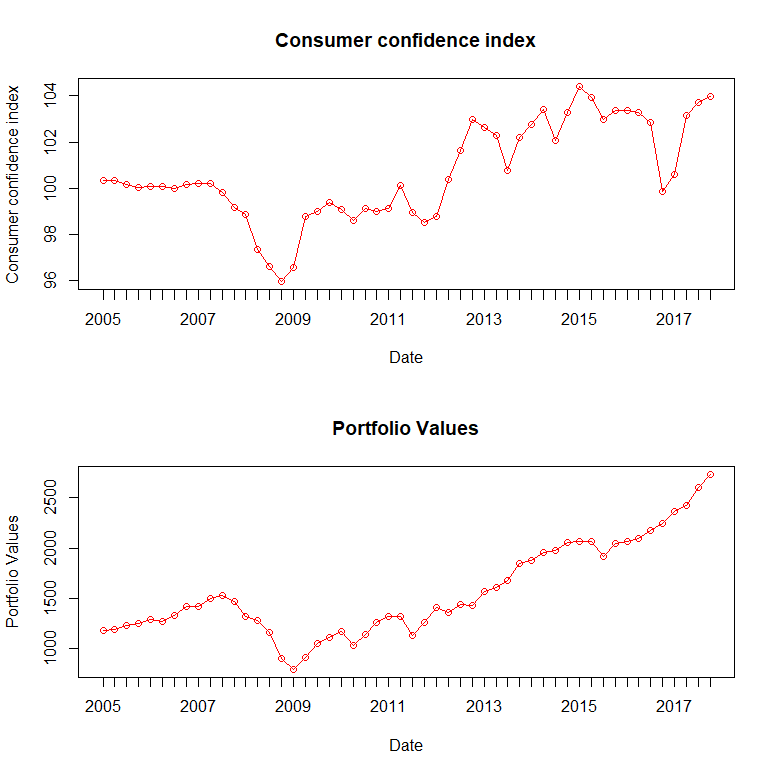 Consumer confidence index
Consumer confidence index
104
102
100
98
96
2005 2007 2009 2011 2013 2015 2017
Date
Portfolio Values
Portfolio Values
2500
2000
1500
1000
2005 2007 2009 2011 2013 2015 2017
Date